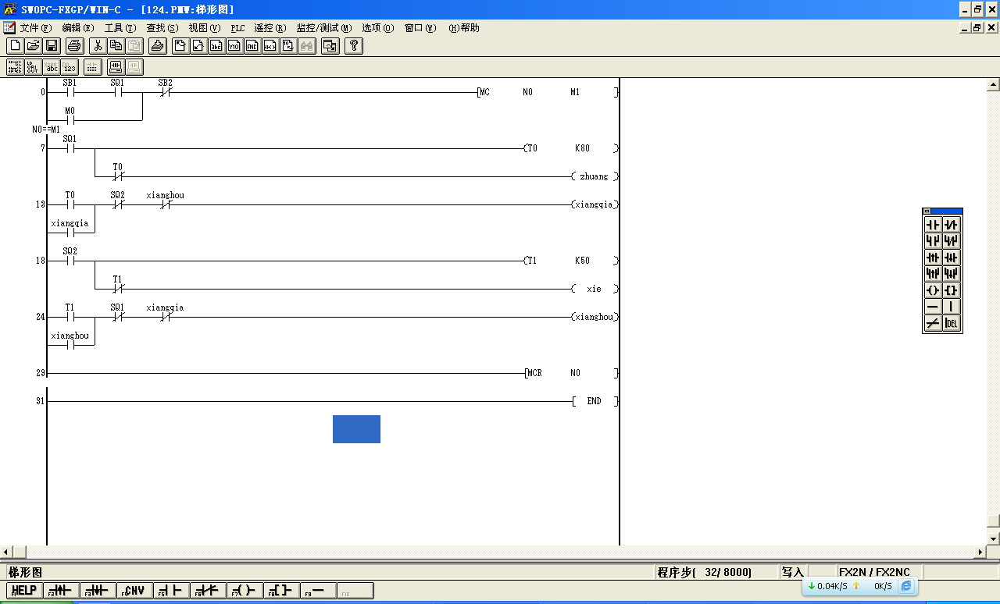 SWOPC-FXGP/WIN-C - [124.PMW:梯形图]
文件(F) 编辑(E) 工具(T) 查找(S) 视图(V) PLC 遥控(R) 监控/测试(M) 选项(O) 窗口(W) (H)帮助
SB1 SQ1 SB2
0 [MC N0 M1 ]
M0
N0==M1
SQ1
7 (T0 K80 )
T0
( zhuang )
T0 SQ2 xianghou
13 (xiangqia)
xiangqia
SQ2
18 (T1 K50 )
T1
( xie )
T1 SQ1 xiangqia
24 (xianghou)
xianghou
29 [MCR N0 ]
31 [ END ]
DEL
梯形图 程序步( 32/ 8000) 写入 FX2N / FX2NC
0.04K/S 0K/S
HELP F2 F3 CNV F5 F6 F7 F8 F9 F10